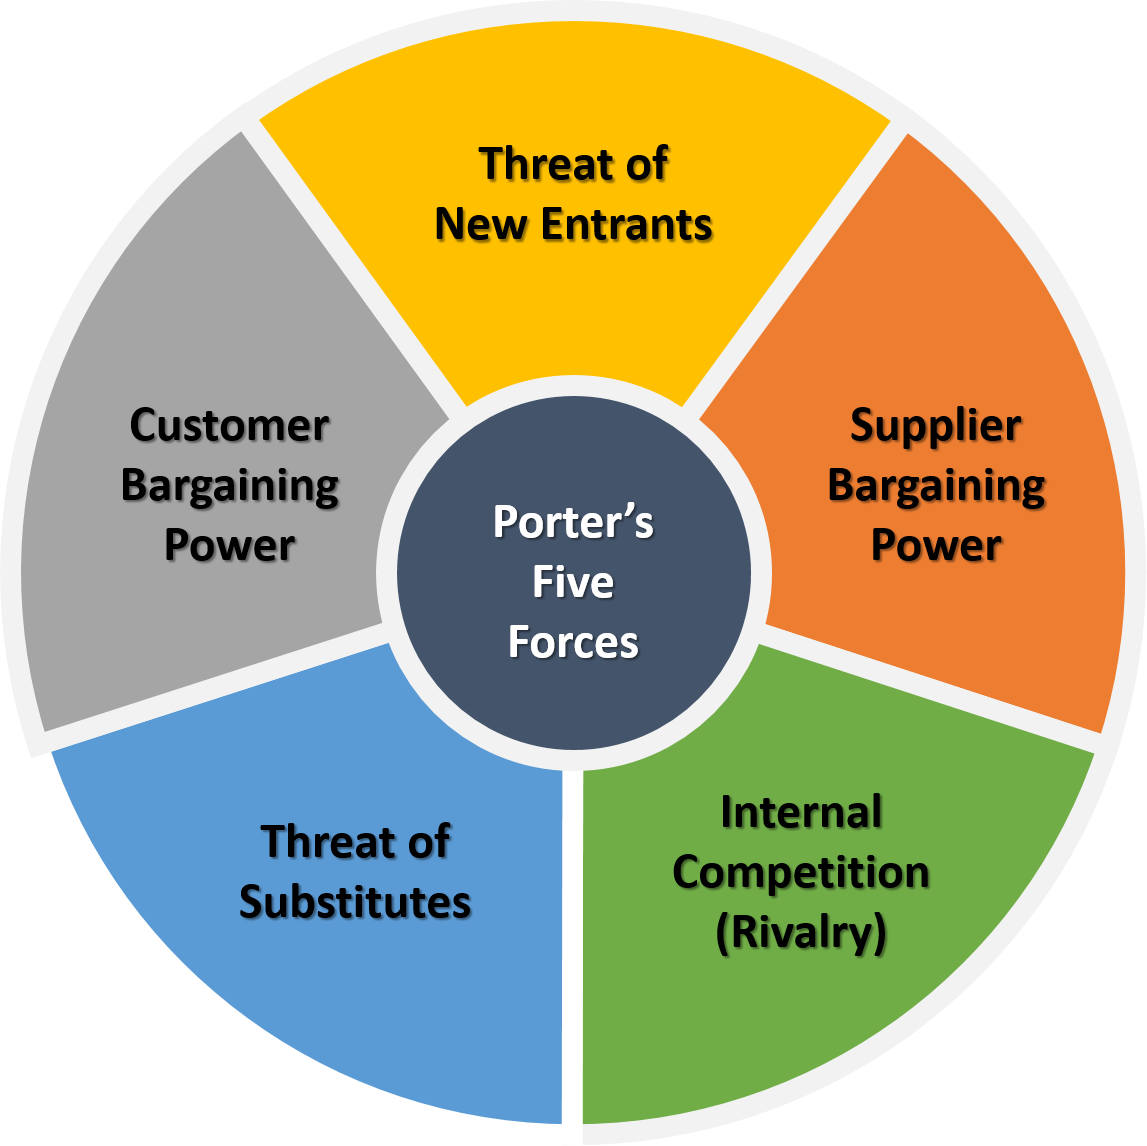 Threat of
New Entrants
Supplier
Bargaining
Power
Internal
Competition
(Rivalry)
Threat of
Substitutes
Customer
Bargaining
Power
Porter’s
Five
Forces